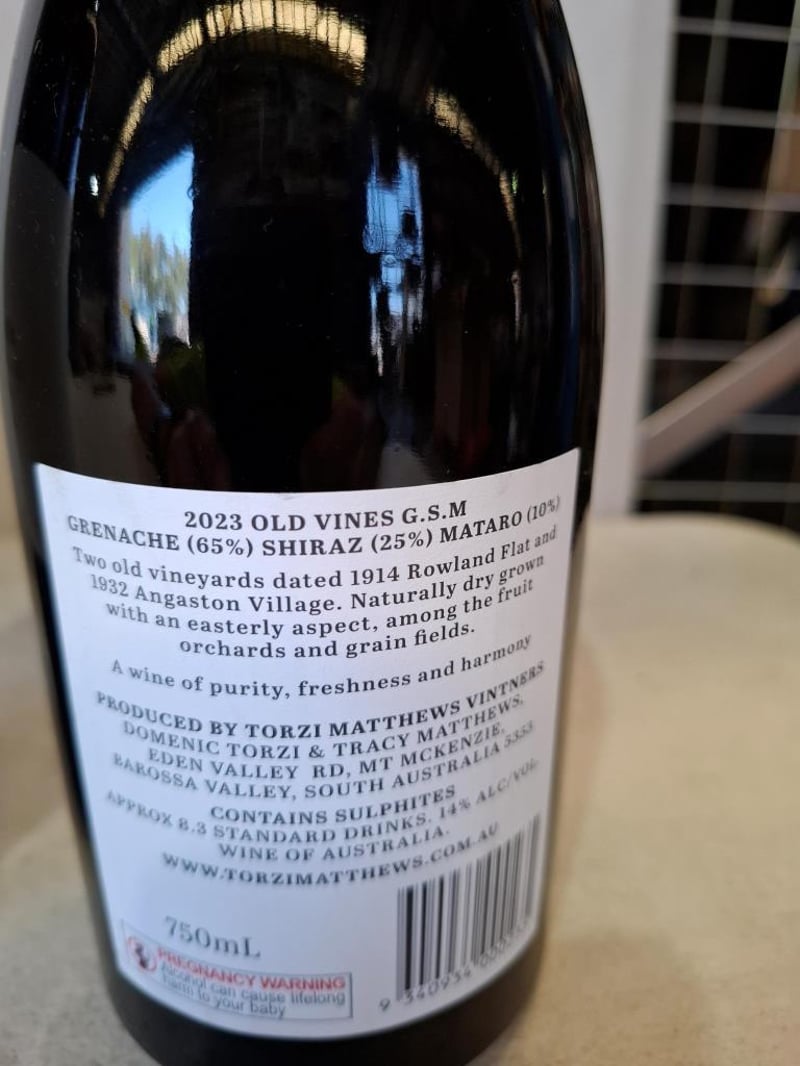 2023 OLD VINES G.S.M
GRENACHE (65%) SHIRAZ (25%) MATARO (10%)
Two old vineyards dated 1914 Rowland Flat and
1932 Angaston Village. Naturally dry grown
with an easterly aspect, among the fruit
orchards and grain fields.
A wine of purity, freshness and harmony
PRODUCED BY TORZI MATTHEWS VINTNERS
DOMENIC TORZI & TRACY MATTHEWS,
EDEN VALLEY RD, MT MCKENZIE,
BAROSSA VALLEY, SOUTH AUSTRALIA 5353
CONTAINS SULPHITES
APPROX 8.3 STANDARD DRINKS. 14% ALC/VOL
WINE OF AUSTRALIA.
WWW.TORZIMATTHEWS.COM.AU
750mL
PREGNANCY WARNING
Alcohol can cause lifelong
harm to your baby
9 340934